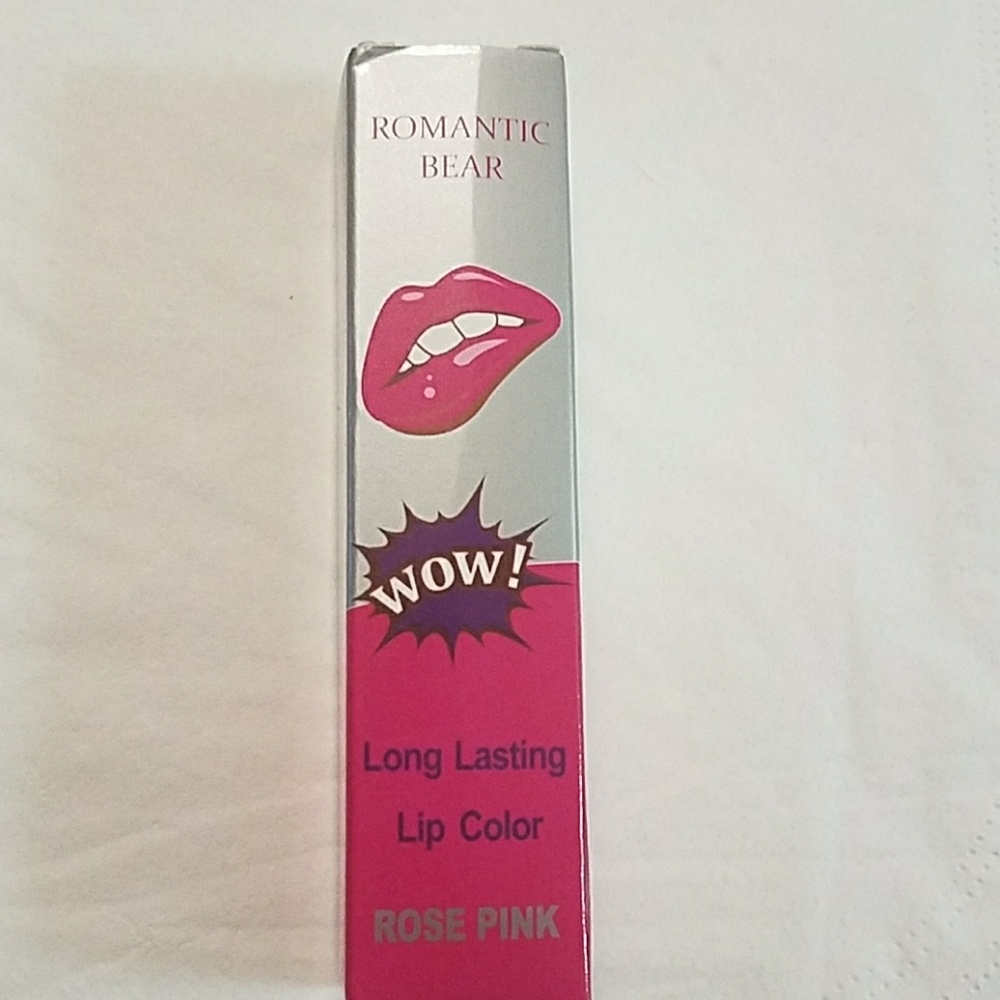 ROMANTIC
BEAR
WOW!
Long Lasting
Lip Color
ROSE PINK